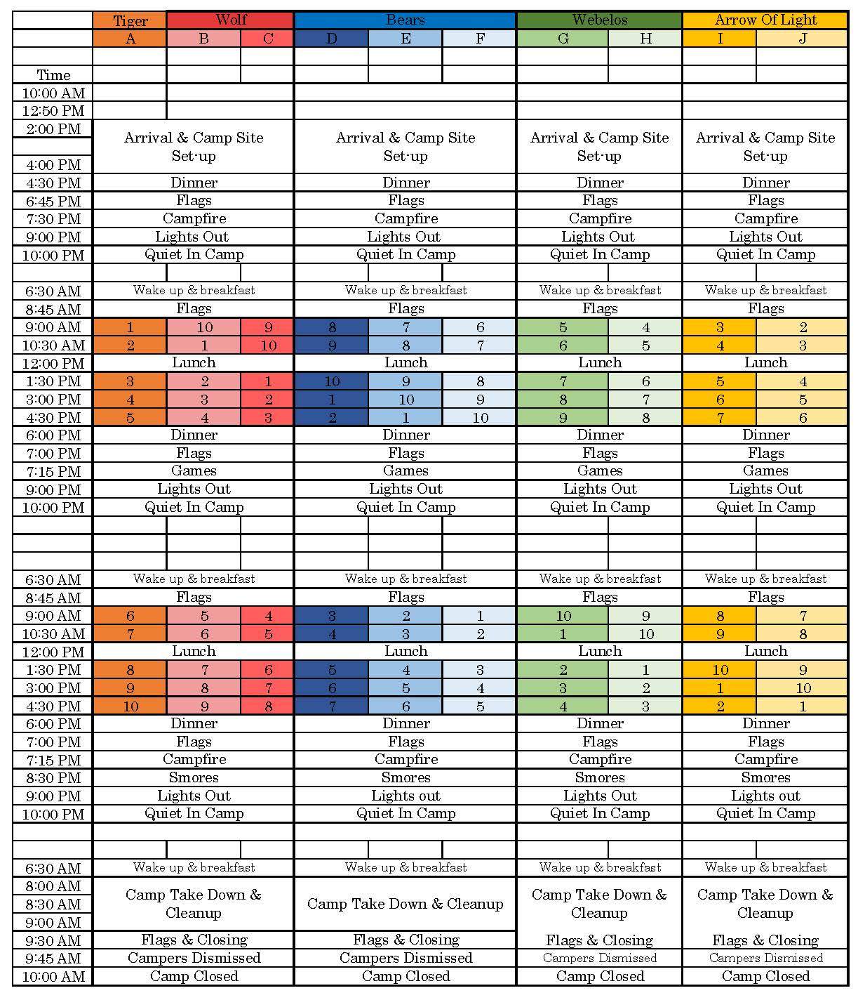 Tiger Wolf Bears Webelos Arrow Of Light
A B C D E F G H I J
Time
10:00 AM
12:50 PM
2:00 PM
Arrival & Camp Site Arrival & Camp Site Arrival & Camp Site Arrival & Camp Site
Set-up Set-up Set-up Set-up
4:00 PM
4:30 PM Dinner Dinner Dinner Dinner
6:45 PM Flags Flags Flags Flags
7:30 PM Campfire Campfire Campfire Campfire
9:00 PM Lights Out Lights Out Lights Out Lights Out
10:00 PM Quiet In Camp Quiet In Camp Quiet In Camp Quiet In Camp
6:30 AM Wake up & breakfast Wake up & breakfast Wake up & breakfast Wake up & breakfast
8:45 AM Flags Flags Flags Flags
9:00 AM 1 10 9 8 7 6 5 4 3 2
10:30 AM 2 1 10 9 8 7 6 5 4 3
12:00 PM Lunch Lunch Lunch Lunch
1:30 PM 3 2 1 10 9 8 7 6 5 4
3:00 PM 4 3 2 1 10 9 8 7 6 5
4:30 PM 5 4 3 2 1 10 9 8 7 6
6:00 PM Dinner Dinner Dinner Dinner
7:00 PM Flags Flags Flags Flags
7:15 PM Games Games Games Games
9:00 PM Lights Out Lights Out Lights Out Lights Out
10:00 PM Quiet In Camp Quiet In Camp Quiet In Camp Quiet In Camp
6:30 AM Wake up & breakfast Wake up & breakfast Wake up & breakfast Wake up & breakfast
8:45 AM Flags Flags Flags Flags
9:00 AM 6 5 4 3 2 1 10 9 8 7
10:30 AM 7 6 5 4 3 2 1 10 9 8
12:00 PM Lunch Lunch Lunch Lunch
1:30 PM 8 7 6 5 4 3 2 1 10 9
3:00 PM 9 8 7 6 5 4 3 2 1 10
4:30 PM 10 9 8 7 6 5 4 3 2 1
6:00 PM Dinner Dinner Dinner Dinner
7:00 PM Flags Flags Flags Flags
7:15 PM Campfire Campfire Campfire Campfire
8:30 PM Smores Smores Smores Smores
9:00 PM Lights Out Lights out Lights Out Lights out
10:00 PM Quiet In Camp Quiet In Camp Quiet In Camp Quiet In Camp
6:30 AM Wake up & breakfast Wake up & breakfast Wake up & breakfast Wake up & breakfast
8:00 AM
Camp Take Down & Camp Take Down & Camp Take Down &
8:30 AM Camp Take Down & Cleanup
Cleanup Cleanup Cleanup
9:00 AM
9:30 AM Flags & Closing Flags & Closing Flags & Closing Flags & Closing
9:45 AM Campers Dismissed Campers Dismissed Campers Dismissed Campers Dismissed
10:00 AM Camp Closed Camp Closed Camp Closed Camp Closed